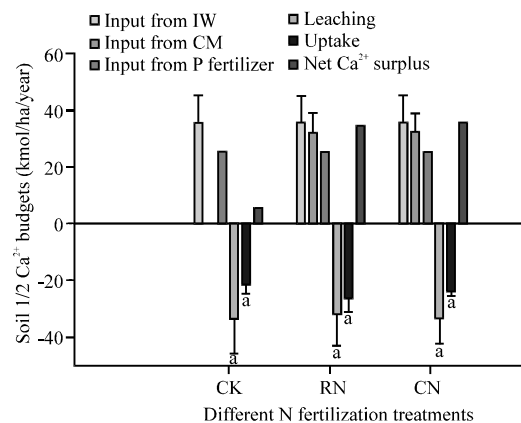 Input from IW
Input from CM
Input from P fertilizer
Leaching
Uptake
Net Ca²⁺ surplus
Soil 1/2 Ca²⁺ budgets (kmol/ha/year)
60
40
20
0
-20
-40
a
a
a
a
a
a
CK
RN
CN
Different N fertilization treatments